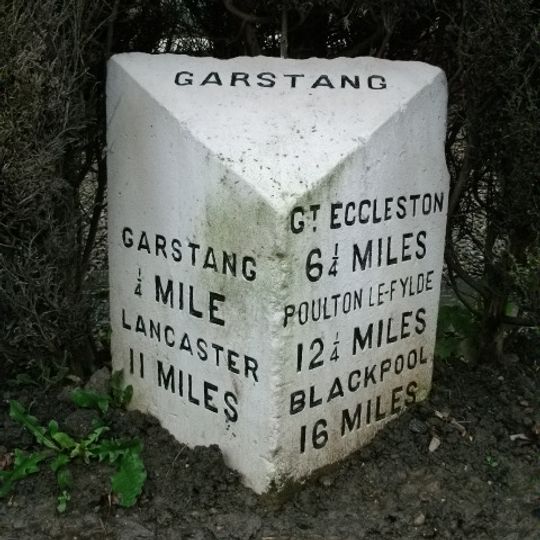 GARSTANG
GARSTANG
¼ MILE
LANCASTER
11 MILES
GT ECCLESTON
6¼ MILES
POULTON LE-FYLDE
12¼ MILES
BLACKPOOL
16 MILES